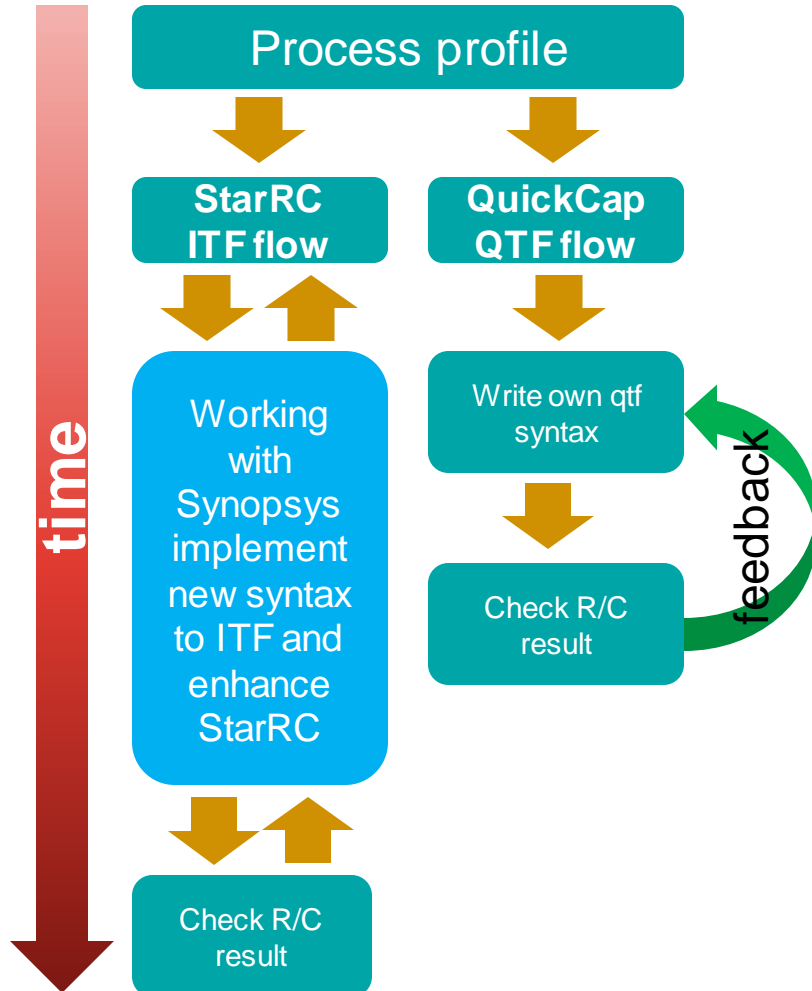 Process profile
StarRC
ITF flow
QuickCap
QTF flow
time
Working
with
Synopsys
implement
new syntax
to ITF and
enhance
StarRC
Write own qtf
syntax
feedback
Check R/C
result
Check R/C
result